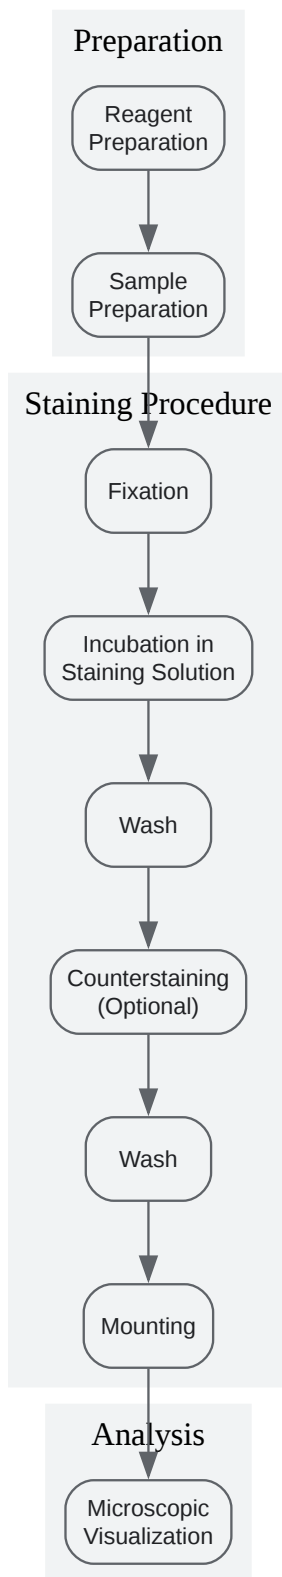 Preparation
Reagent
Preparation
Sample
Preparation
Staining Procedure
Fixation
Incubation in
Staining Solution
Wash
Counterstaining
(Optional)
Wash
Mounting
Analysis
Microscopic
Visualization